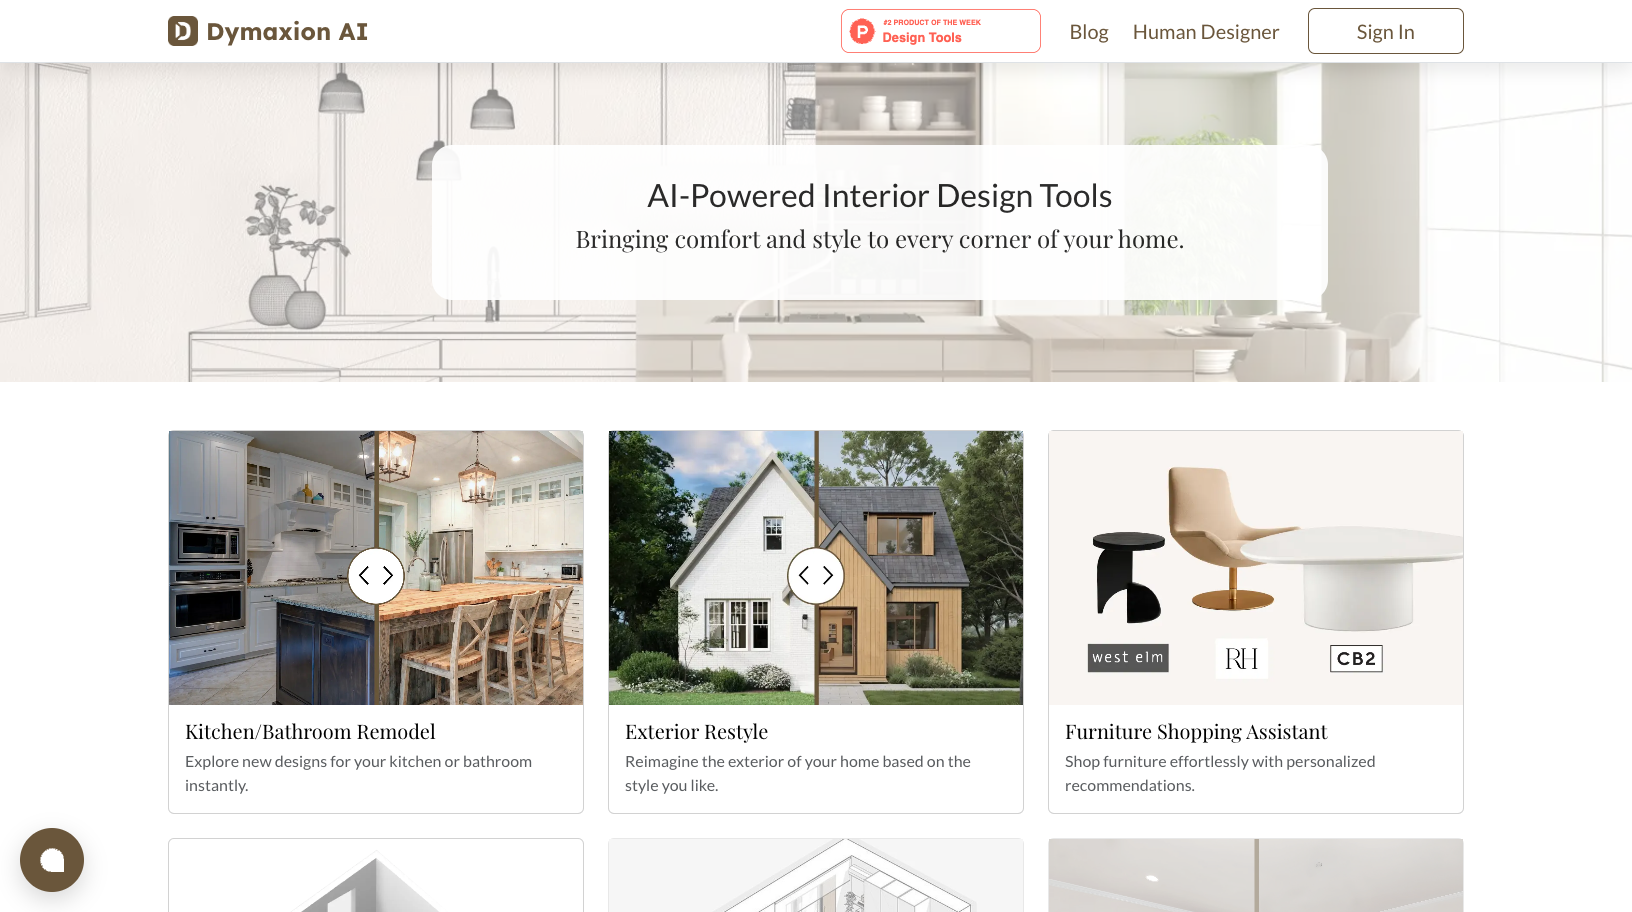 Dymaxion AI
#2 PRODUCT OF THE WEEK
Design Tools
Blog
Human Designer
Sign In
AI-Powered Interior Design Tools
Bringing comfort and style to every corner of your home.
west elm
RH
CB2
Kitchen/Bathroom Remodel
Explore new designs for your kitchen or bathroom
instantly.
Exterior Restyle
Reimagine the exterior of your home based on the
style you like.
Furniture Shopping Assistant
Shop furniture effortlessly with personalized
recommendations.